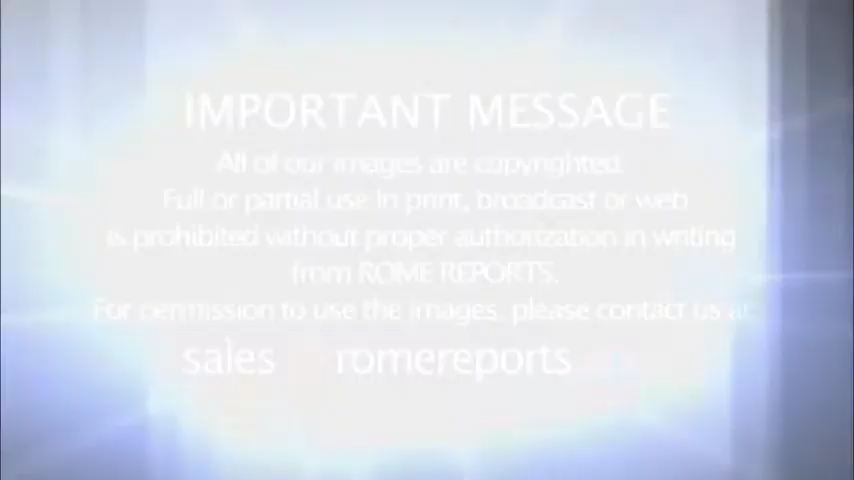 IMPORTANT MESSAGE
All of our images are copyrighted.
Full or partial use in print, broadcast or web
is prohibited without proper authorization in writing
from ROME REPORTS.
For permission to use the images, please contact us at
sales romereports